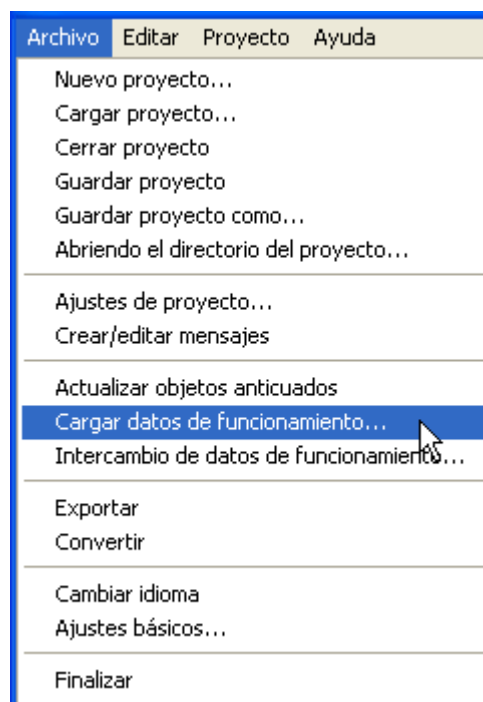 Archivo Editar Proyecto Ayuda
Nuevo proyecto...
Cargar proyecto...
Cerrar proyecto
Guardar proyecto
Guardar proyecto como...
Abriendo el directorio del proyecto...
Ajustes de proyecto...
Crear/editar mensajes
Actualizar objetos anticuados
Cargar datos de funcionamiento...
Intercambio de datos de funcionamiento...
Exportar
Convertir
Cambiar idioma
Ajustes básicos...
Finalizar